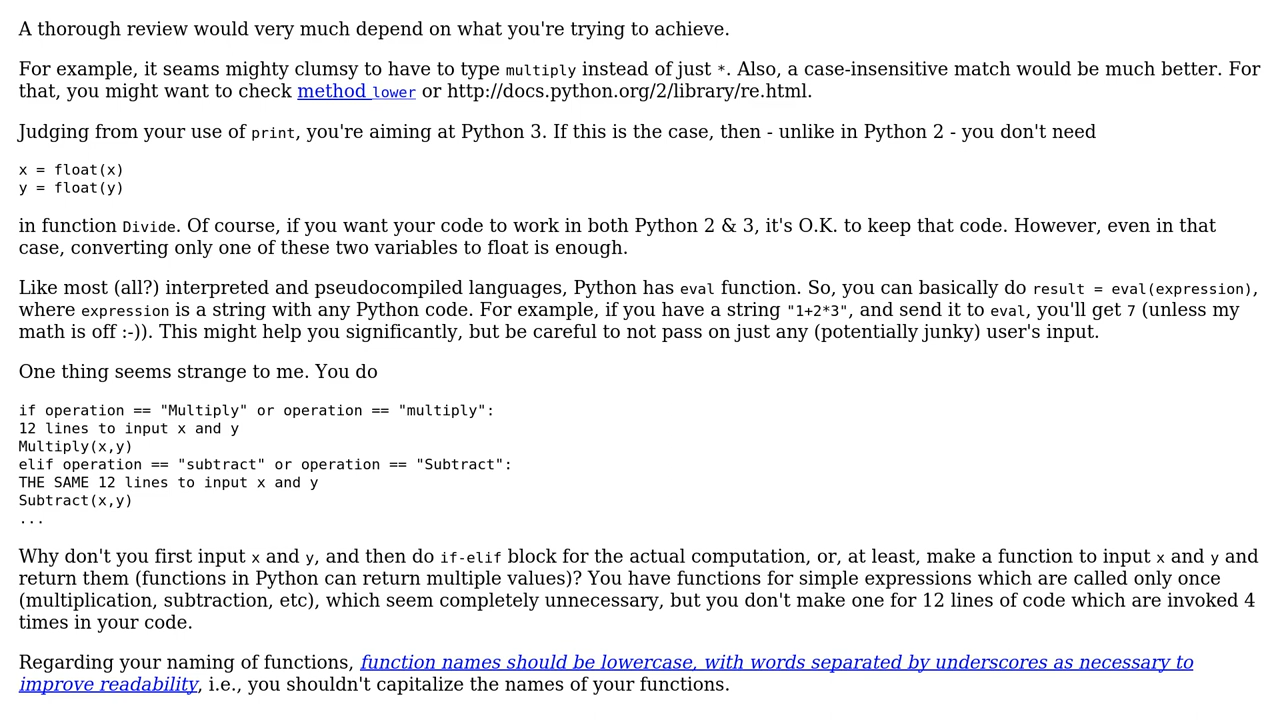 A thorough review would very much depend on what you're trying to achieve.
For example, it seams mighty clumsy to have to type multiply instead of just *. Also, a case-insensitive match would be much better. For
that, you might want to check method lower or http://docs.python.org/2/library/re.html.
Judging from your use of print, you're aiming at Python 3. If this is the case, then - unlike in Python 2 - you don't need
x = float(x)
y = float(y)
in function Divide. Of course, if you want your code to work in both Python 2 & 3, it's O.K. to keep that code. However, even in that
case, converting only one of these two variables to float is enough.
Like most (all?) interpreted and pseudocompiled languages, Python has eval function. So, you can basically do result = eval(expression),
where expression is a string with any Python code. For example, if you have a string "1+2*3", and send it to eval, you'll get 7 (unless my
math is off :-)). This might help you significantly, but be careful to not pass on just any (potentially junky) user's input.
One thing seems strange to me. You do
if operation == "Multiply" or operation == "multiply":
12 lines to input x and y
Multiply(x,y)
elif operation == "subtract" or operation == "Subtract":
THE SAME 12 lines to input x and y
Subtract(x,y)
...
Why don't you first input x and y, and then do if-elif block for the actual computation, or, at least, make a function to input x and y and
return them (functions in Python can return multiple values)? You have functions for simple expressions which are called only once
(multiplication, subtraction, etc), which seem completely unnecessary, but you don't make one for 12 lines of code which are invoked 4
times in your code.
Regarding your naming of functions, function names should be lowercase, with words separated by underscores as necessary to
improve readability, i.e., you shouldn't capitalize the names of your functions.